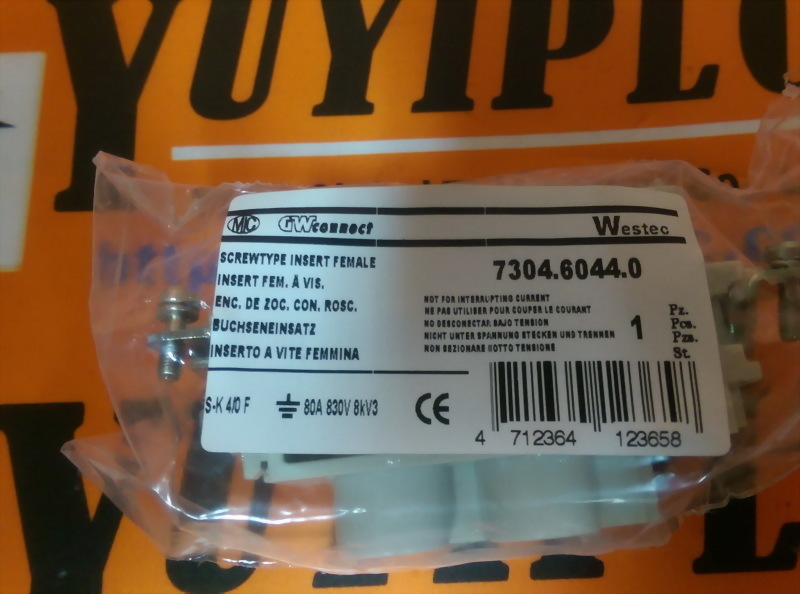 YUYIPLC
MC GWconnect Westec
SCREWTYPE INSERT FEMALE
INSERT FEM. À VIS.
ENC. DE ZOC. CON. ROSC.
BUCHSENEINSATZ
INSERTO A VITE FEMMINA
7304.6044.0
NOT FOR INTERRUPTING CURRENT
NE PAS UTILISER POUR COUPER LE COURANT
NO DESCONECTAR BAJO TENSION
NICHT UNTER SPANNUNG STECKEN UND TRENNEN
NON SEZIONARE SOTTO TENSIONE
1
Pz.
Pcs.
Pzs.
St.
S-K 4/0 F
80A 830V 8kV3
CE
4 712364 123658
YUYIPL